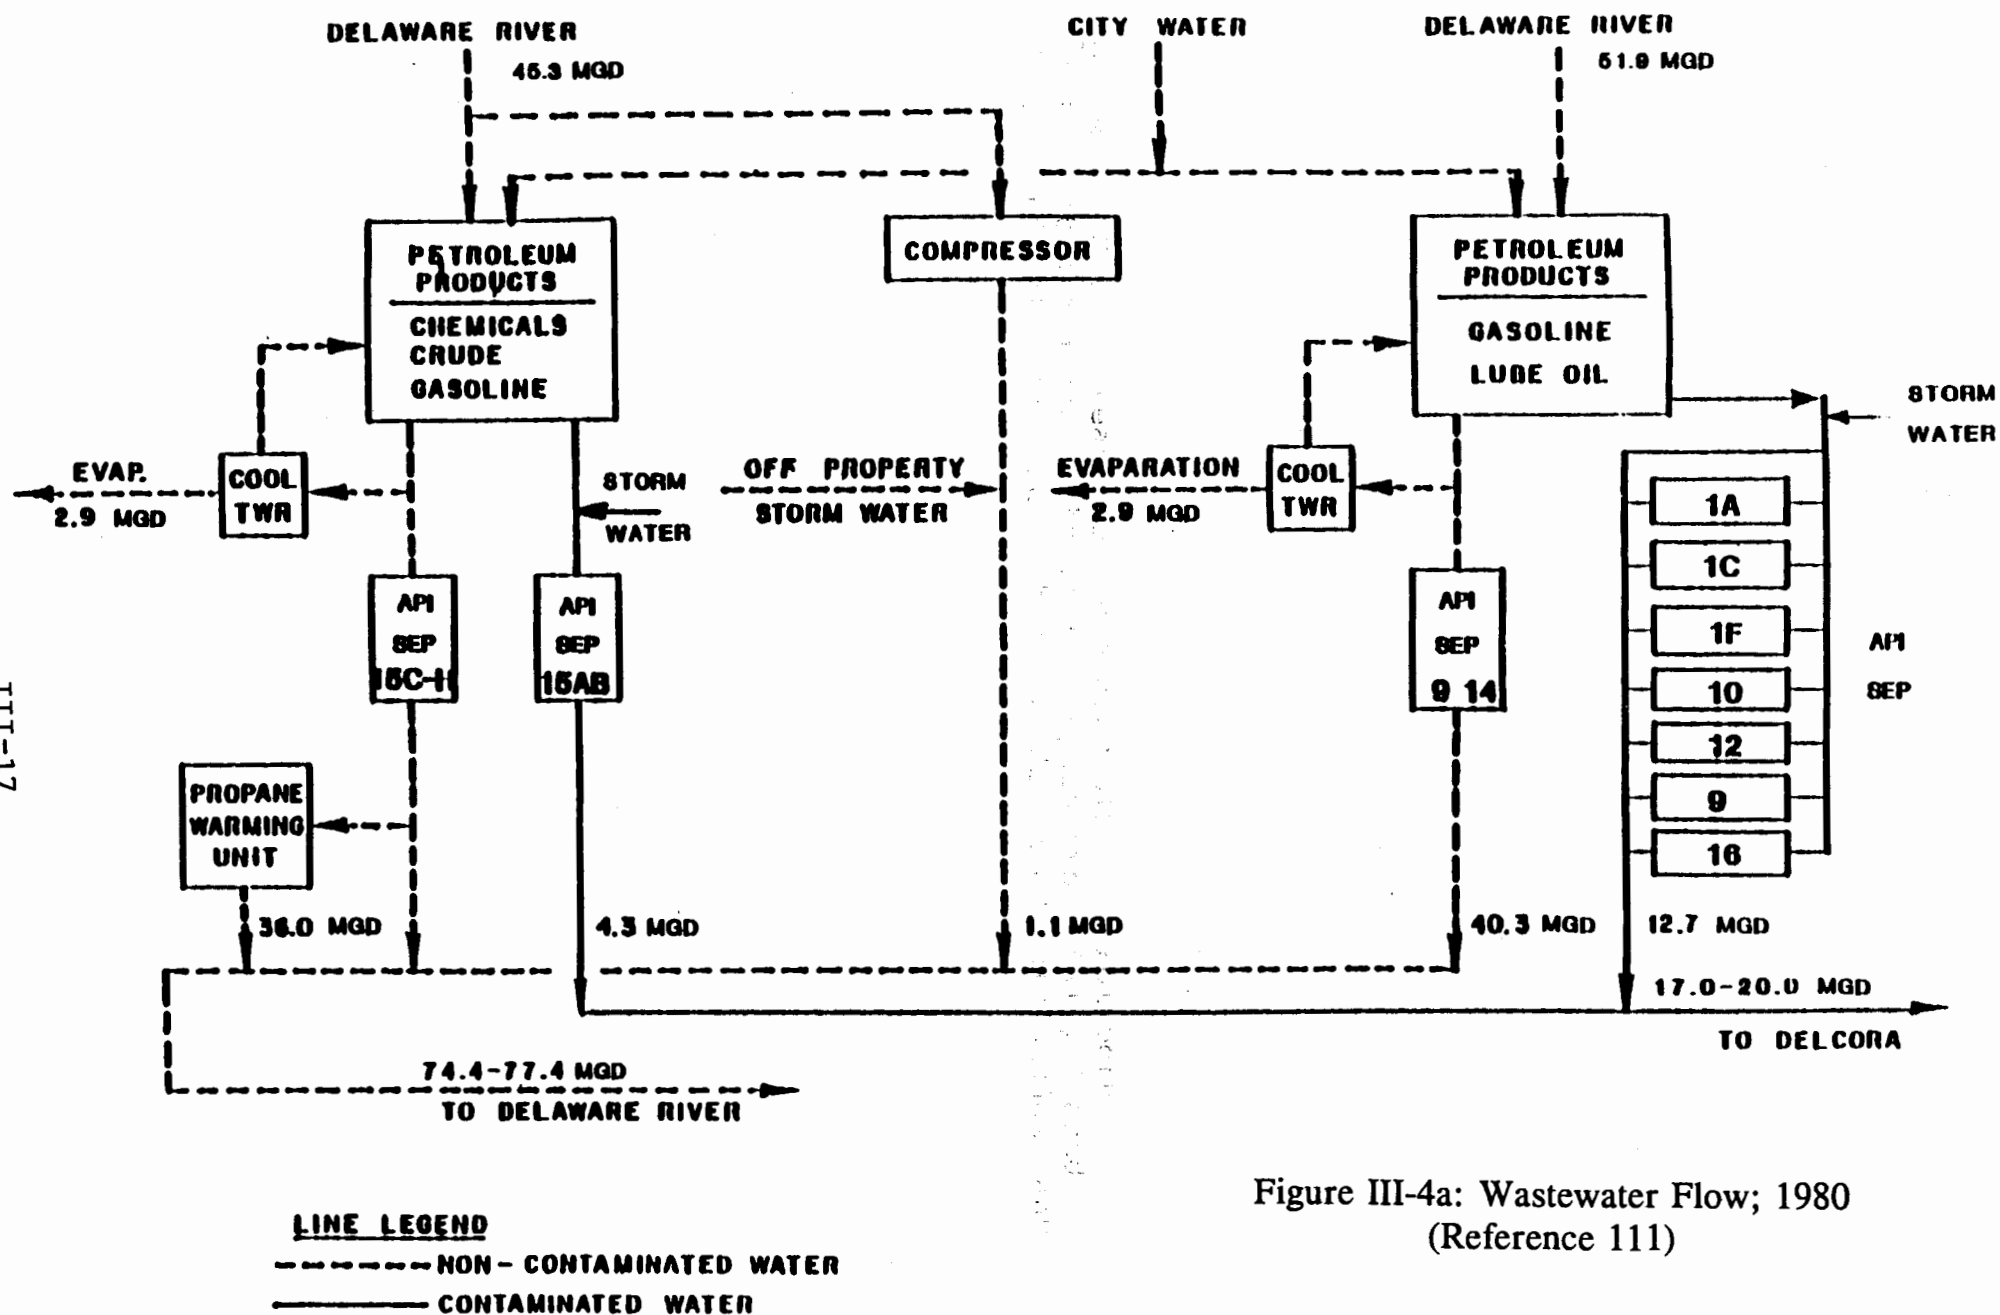 DELAWARE RIVER
45.3 MGD
CITY WATER
DELAWARE RIVER
51.9 MGD
PETROLEUM
PRODUCTS
CHEMICALS
CRUDE
GASOLINE
COMPRESSOR
PETROLEUM
PRODUCTS
GASOLINE
LUBE OIL
STORM
WATER
EVAP.
2.9 MGD
COOL
TWR
STORM
WATER
OFF PROPERTY
STORM WATER
EVAPARATION
2.9 MGD
COOL
TWR
API
SEP
15C-H
API
SEP
15AB
API
SEP
9 14
1A
1C
1F
10
12
9
16
API
SEP
III-17
PROPANE
WARMING
UNIT
36.0 MGD
4.3 MGD
1.1 MGD
40.3 MGD
12.7 MGD
17.0-20.0 MGD
TO DELCORA
74.4-77.4 MGD
TO DELAWARE RIVER
Figure III-4a: Wastewater Flow; 1980
(Reference 111)
LINE LEGEND
NON-CONTAMINATED WATER
CONTAMINATED WATER